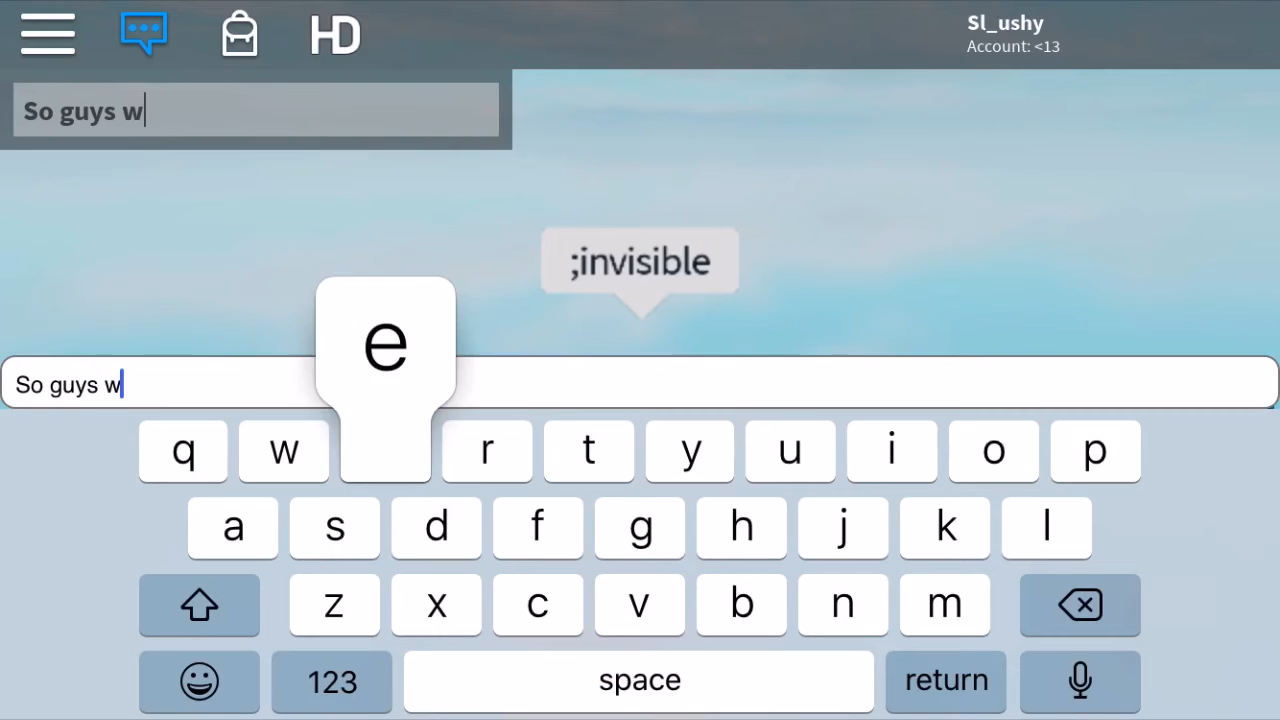 HD
Sl_ushy
Account: <13
So guys w
;invisible
e
So guys w
q w r t y u i o p
a s d f g h j k l
z x c v b n m
123 space return